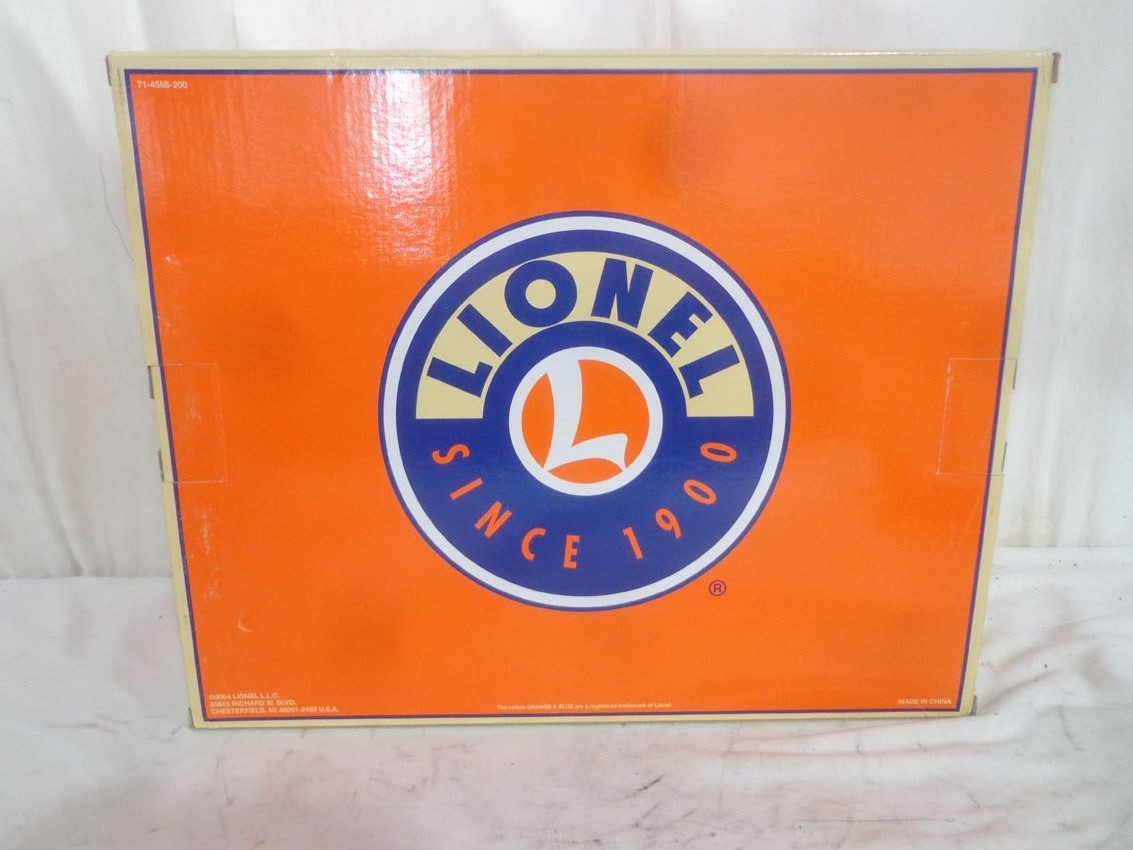 71-4568-200
LIONEL
L
SINCE 1900
®
©2004 LIONEL L.L.C.
50625 RICHARD W. BLVD.
CHESTERFIELD, MI 48051-2493 U.S.A.
The colors ORANGE & BLUE are a registered trademark of Lionel.
MADE IN CHINA